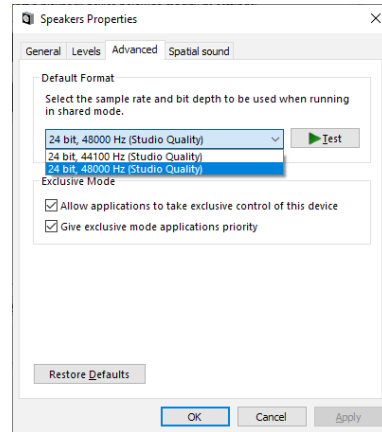 Speakers Properties
General Levels Advanced Spatial sound
Default Format
Select the sample rate and bit depth to be used when running
in shared mode.
24 bit, 48000 Hz (Studio Quality)
Test
24 bit, 44100 Hz (Studio Quality)
24 bit, 48000 Hz (Studio Quality)
Exclusive Mode
Allow applications to take exclusive control of this device
Give exclusive mode applications priority
Restore Defaults
OK Cancel Apply